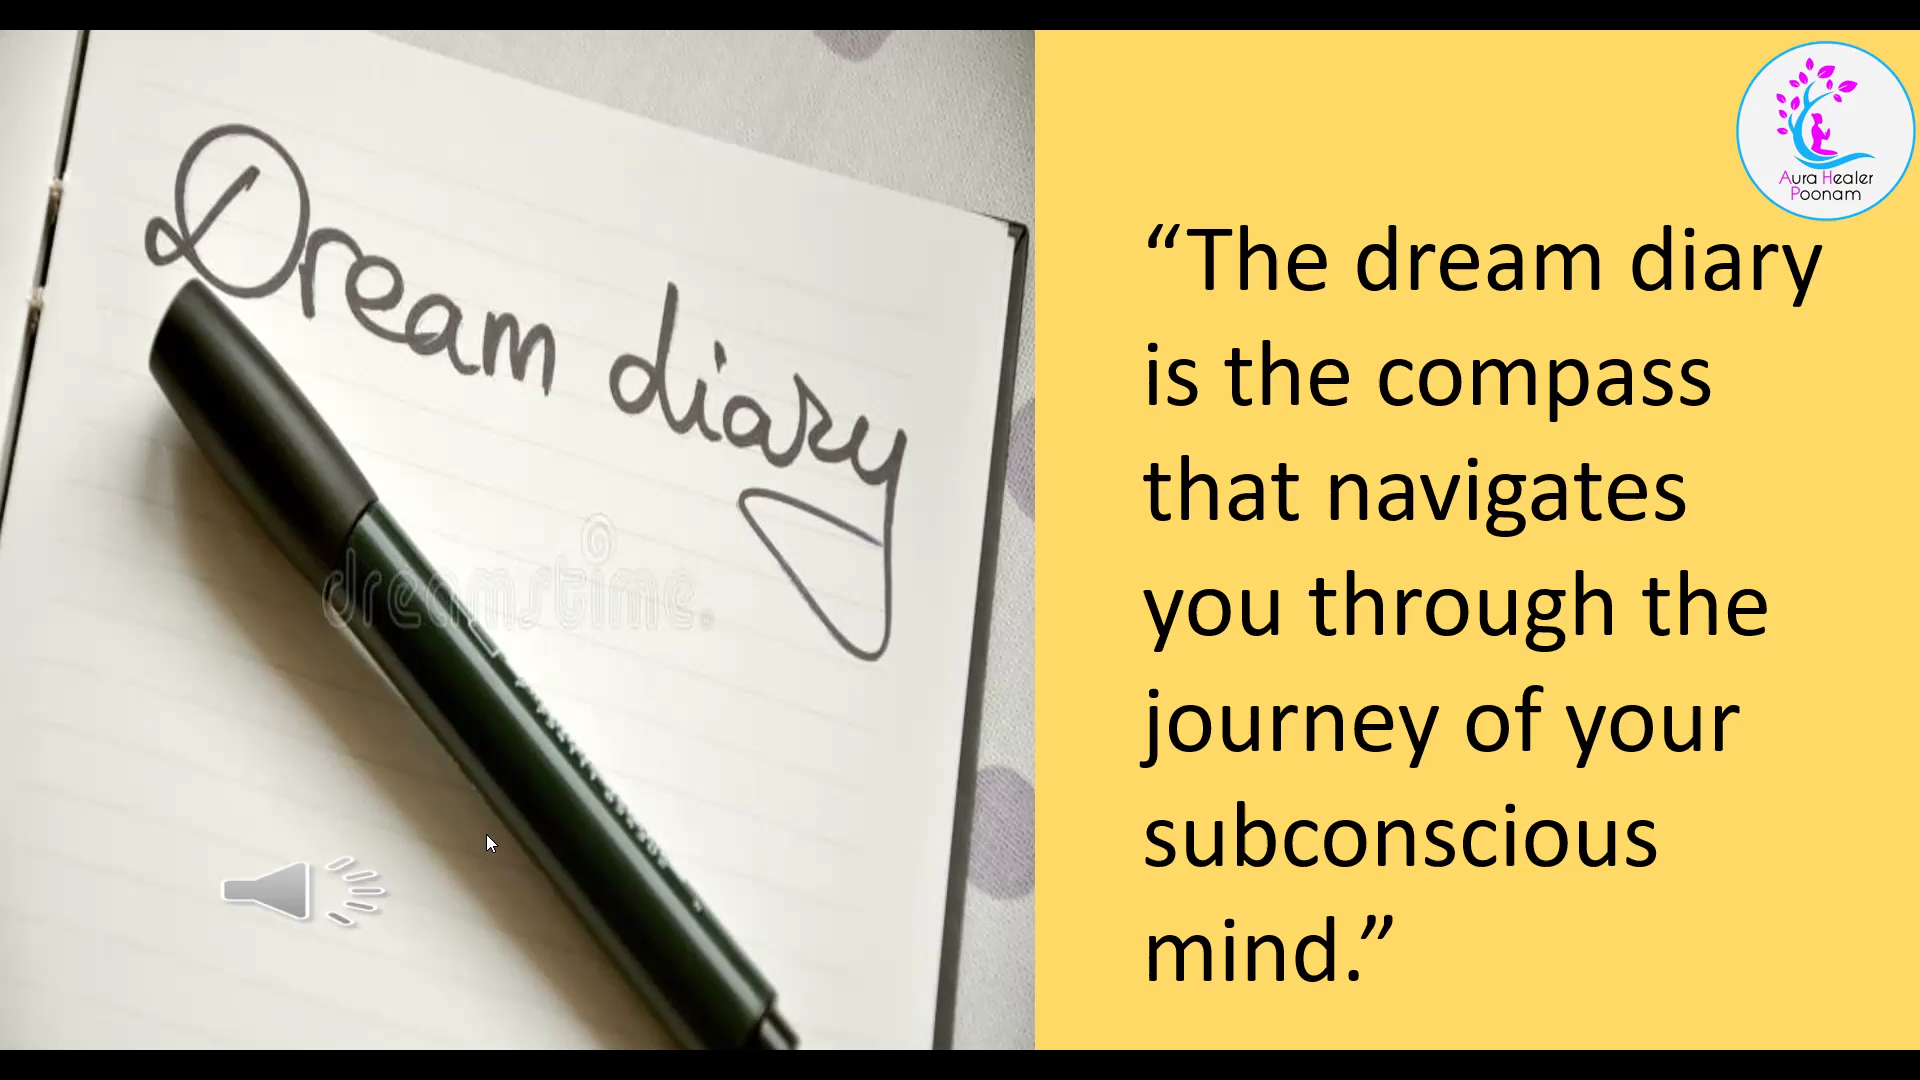 Dream diary
dreamstime.
Aura Healer
Poonam
“The dream diary
is the compass
that navigates
you through the
journey of your
subconscious
mind.”